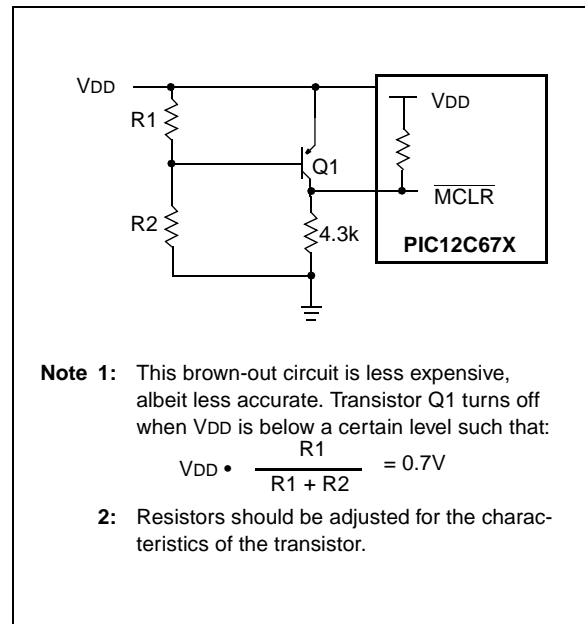 VDD
R1
VDD
Q1
MCLR
R2
4.3k
PIC12C67X
Note 1: This brown-out circuit is less expensive,
albeit less accurate. Transistor Q1 turns off
when VDD is below a certain level such that:
R1
VDD • = 0.7V
R1 + R2
2: Resistors should be adjusted for the charac-
teristics of the transistor.